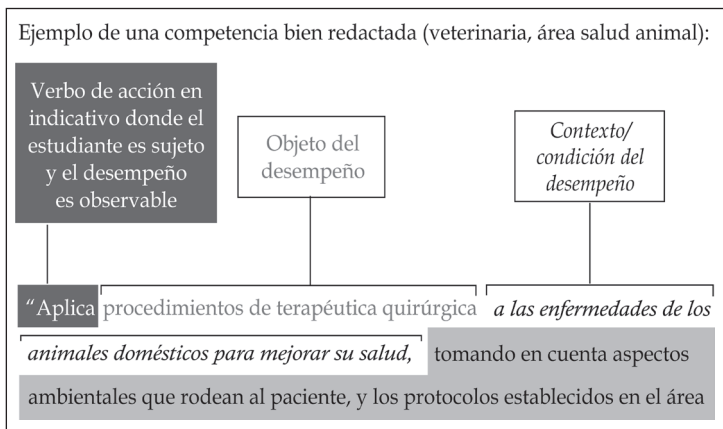 Ejemplo de una competencia bien redactada (veterinaria, área salud animal):
Verbo de acción en
indicativo donde el
estudiante es sujeto
y el desempeño
es observable
Objeto del
desempeño
Contexto/
condición del
desempeño
“Aplica procedimientos de terapéutica quirúrgica a las enfermedades de los
animales domésticos para mejorar su salud, tomando en cuenta aspectos
ambientales que rodean al paciente, y los protocolos establecidos en el área